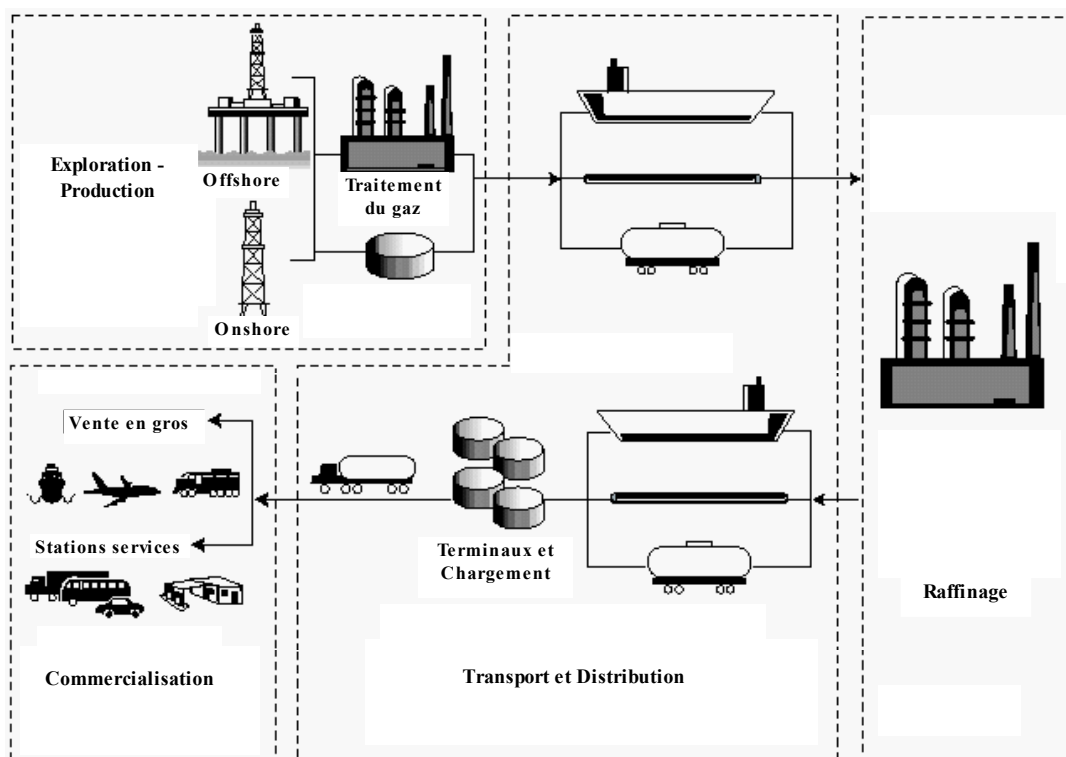 Exploration -
Production
Offshore
Traitement
du gaz
Onshore
Vente en gros
Stations services
Terminaux et
Chargement
Raffinage
Commercialisation
Transport et Distribution